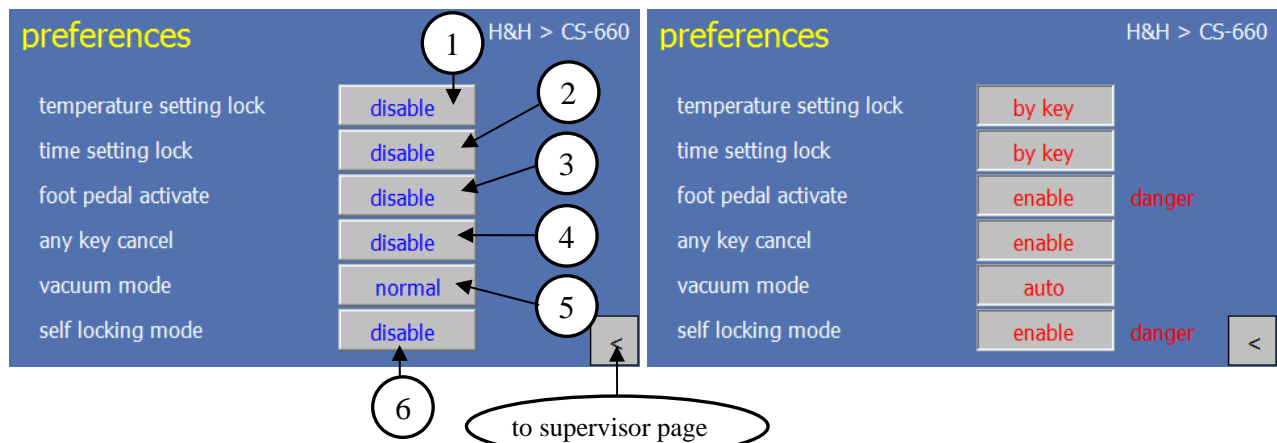 preferences
H&H > CS-660
1
temperature setting lock
disable
2
time setting lock
disable
3
foot pedal activate
disable
4
any key cancel
disable
vacuum mode
normal
5
self locking mode
disable
<
6
to supervisor page
preferences
H&H > CS-660
temperature setting lock
by key
time setting lock
by key
foot pedal activate
enable
danger
any key cancel
enable
vacuum mode
auto
self locking mode
enable
danger
<